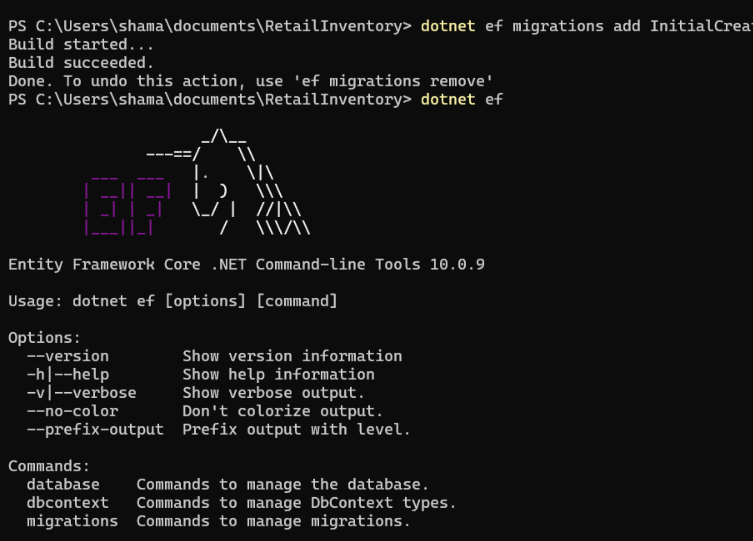 PS C:\Users\shama\documents\RetailInventory> dotnet ef migrations add InitialCrea
Build started...
Build succeeded.
Done. To undo this action, use 'ef migrations remove'
PS C:\Users\shama\documents\RetailInventory> dotnet ef
                     _/\__
               ---==/    \\
         ___  ___   |.    \|\
        | __|| __|  |  )   \\\
        | _| | _|   \_/ |  //|\\
        |___||_|       /   \\\/\\
Entity Framework Core .NET Command-line Tools 10.0.9
Usage: dotnet ef [options] [command]
Options:
  --version        Show version information
  -h|--help        Show help information
  -v|--verbose     Show verbose output.
  --no-color       Don't colorize output.
  --prefix-output  Prefix output with level.
Commands:
  database    Commands to manage the database.
  dbcontext   Commands to manage DbContext types.
  migrations  Commands to manage migrations.